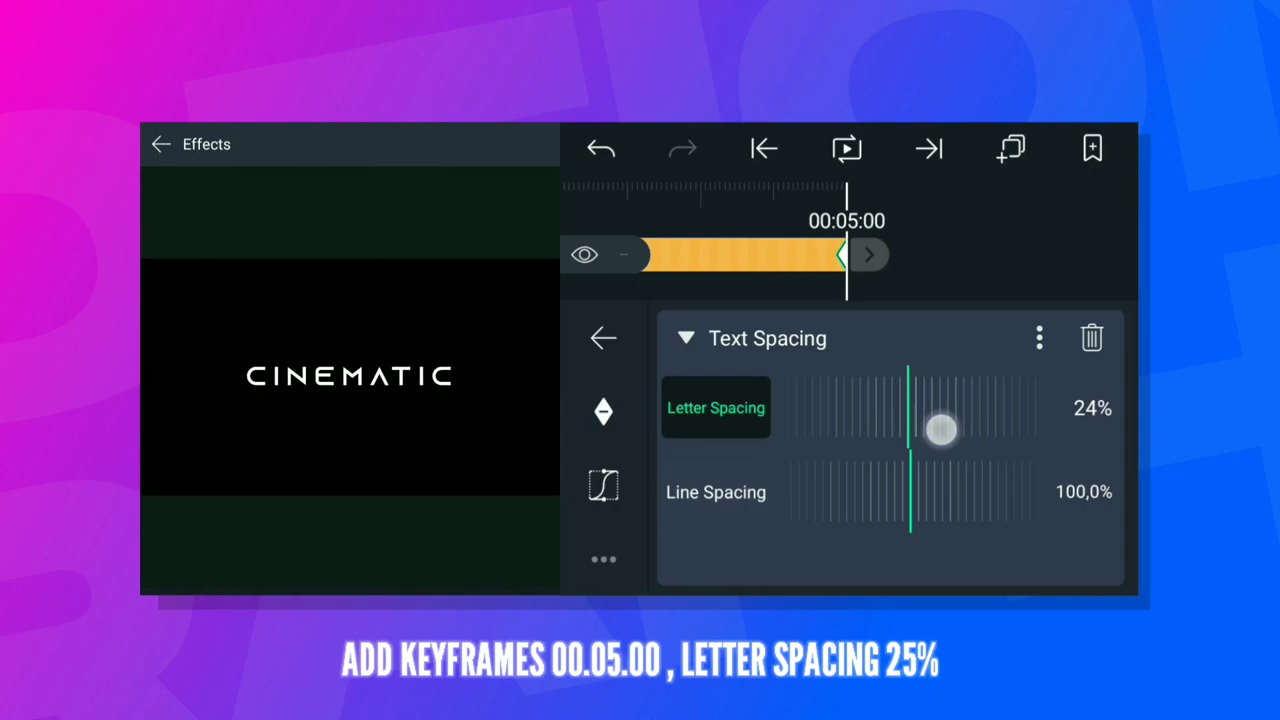 Effects
CINEMATIC
00:05:00
Text Spacing
Letter Spacing 24%
Line Spacing 100,0%
ADD KEYFRAMES 00.05.00 , LETTER SPACING 25%